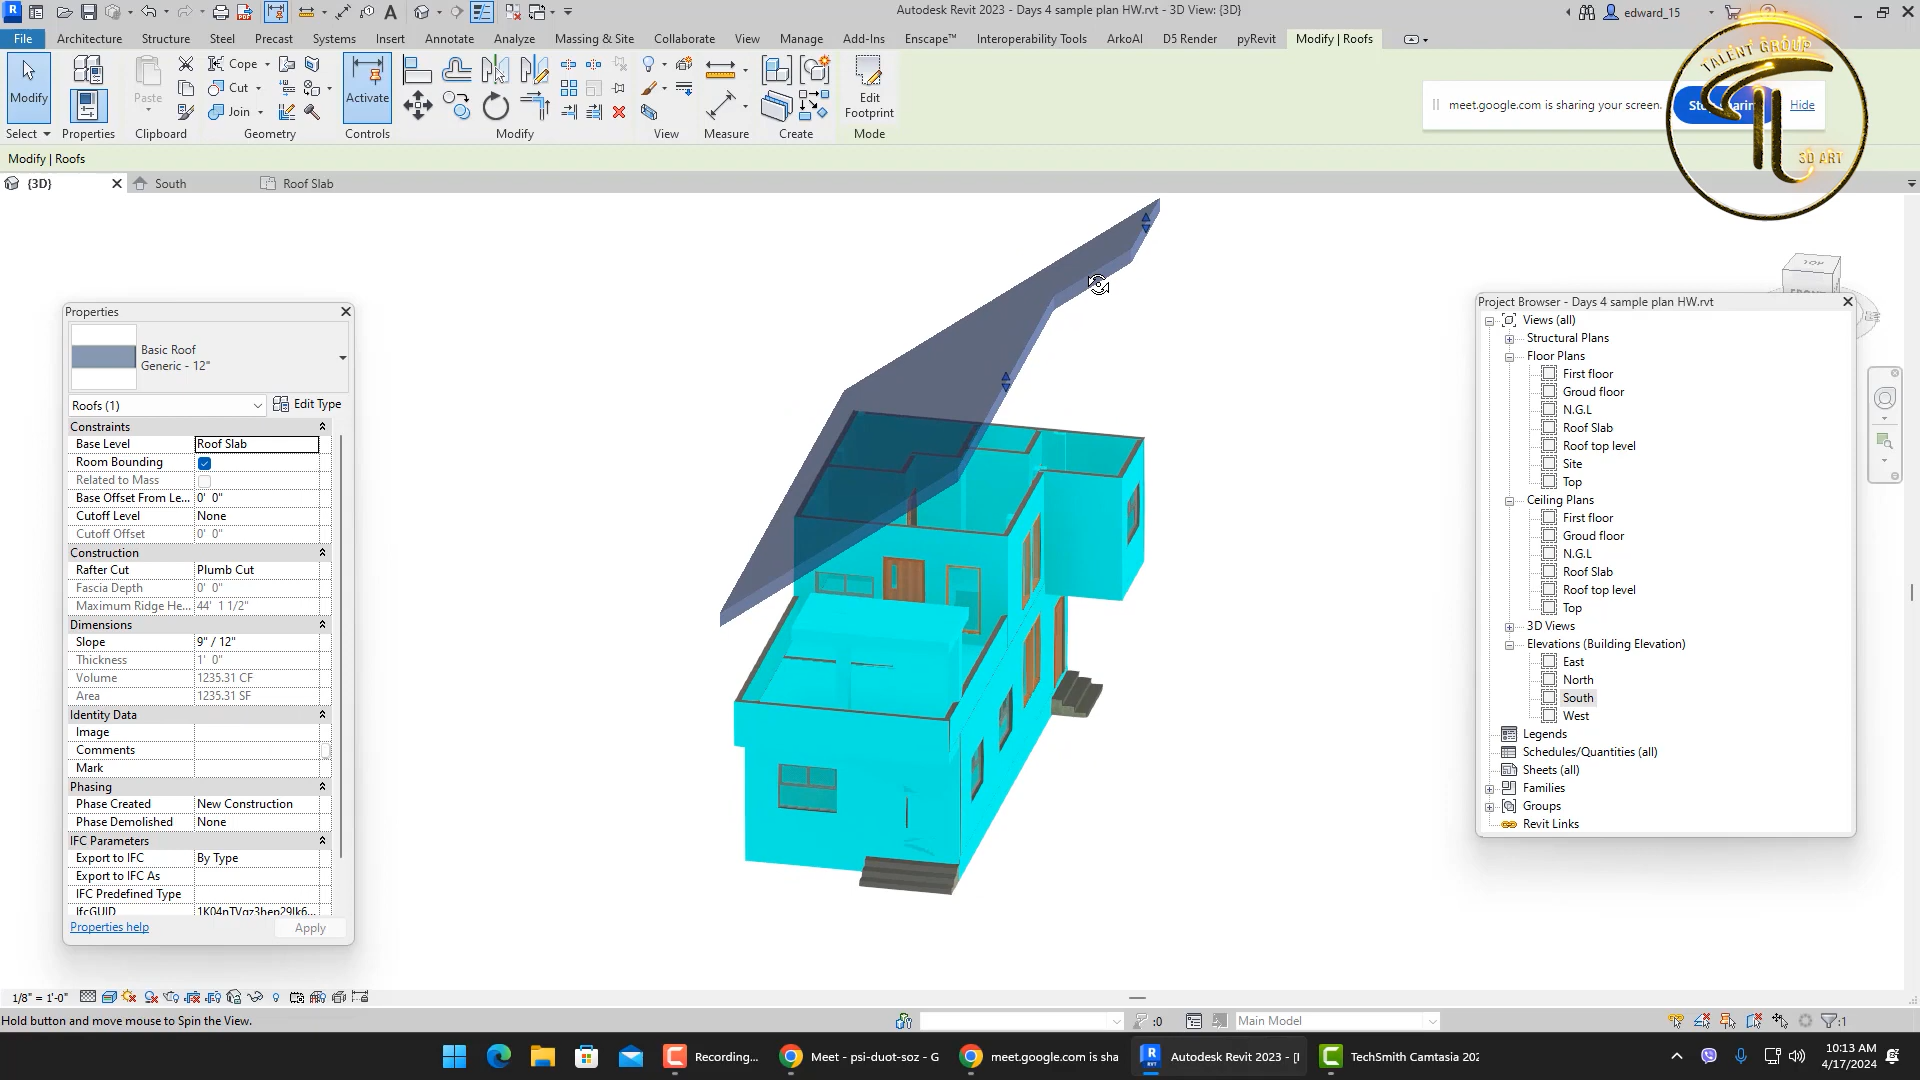 Autodesk Revit 2023 - Days 4 sample plan HW.rvt - 3D View: {3D}
edward_15
File
Architecture
Structure
Steel
Precast
Systems
Insert
Annotate
Analyze
Massing & Site
Collaborate
View
Manage
Add-Ins
Enscape™
Interoperability Tools
ArkoAI
D5 Render
pyRevit
Modify | Roofs
Modify
Paste
Cope
Cut
Join
Activate
Edit
Footprint
Select
Properties
Clipboard
Geometry
Controls
Modify
View
Measure
Create
Mode
meet.google.com is sharing your screen.
Hide
TALENT GROUP
3D ART
Modify | Roofs
{3D}
South
Roof Slab
TOP
Properties
Basic Roof
Generic - 12"
Roofs (1)
Edit Type
Constraints
Base Level Roof Slab
Room Bounding
Related to Mass
Base Offset From Le... 0' 0"
Cutoff Level None
Cutoff Offset 0' 0"
Construction
Rafter Cut Plumb Cut
Fascia Depth 0' 0"
Maximum Ridge He... 44' 1 1/2"
Dimensions
Slope 9" / 12"
Thickness 1' 0"
Volume 1235.31 CF
Area 1235.31 SF
Identity Data
Image
Comments
Mark
Phasing
Phase Created New Construction
Phase Demolished None
IFC Parameters
Export to IFC By Type
Export to IFC As
IFC Predefined Type
Properties help
Apply
Project Browser - Days 4 sample plan HW.rvt
Views (all)
Structural Plans
Floor Plans
First floor
Groud floor
N.G.L
Roof Slab
Roof top level
Site
Top
Ceiling Plans
First floor
Groud floor
N.G.L
Roof Slab
Roof top level
Top
3D Views
Elevations (Building Elevation)
East
North
South
West
Legends
Schedules/Quantities (all)
Sheets (all)
Families
Groups
Revit Links
1/8" = 1'-0"
Hold button and move mouse to Spin the View.
:0
Main Model
:1
Recording...
Meet - psi-duot-soz - G
meet.google.com is sha
Autodesk Revit 2023 - [
TechSmith Camtasia 202
10:13 AM
4/17/2024